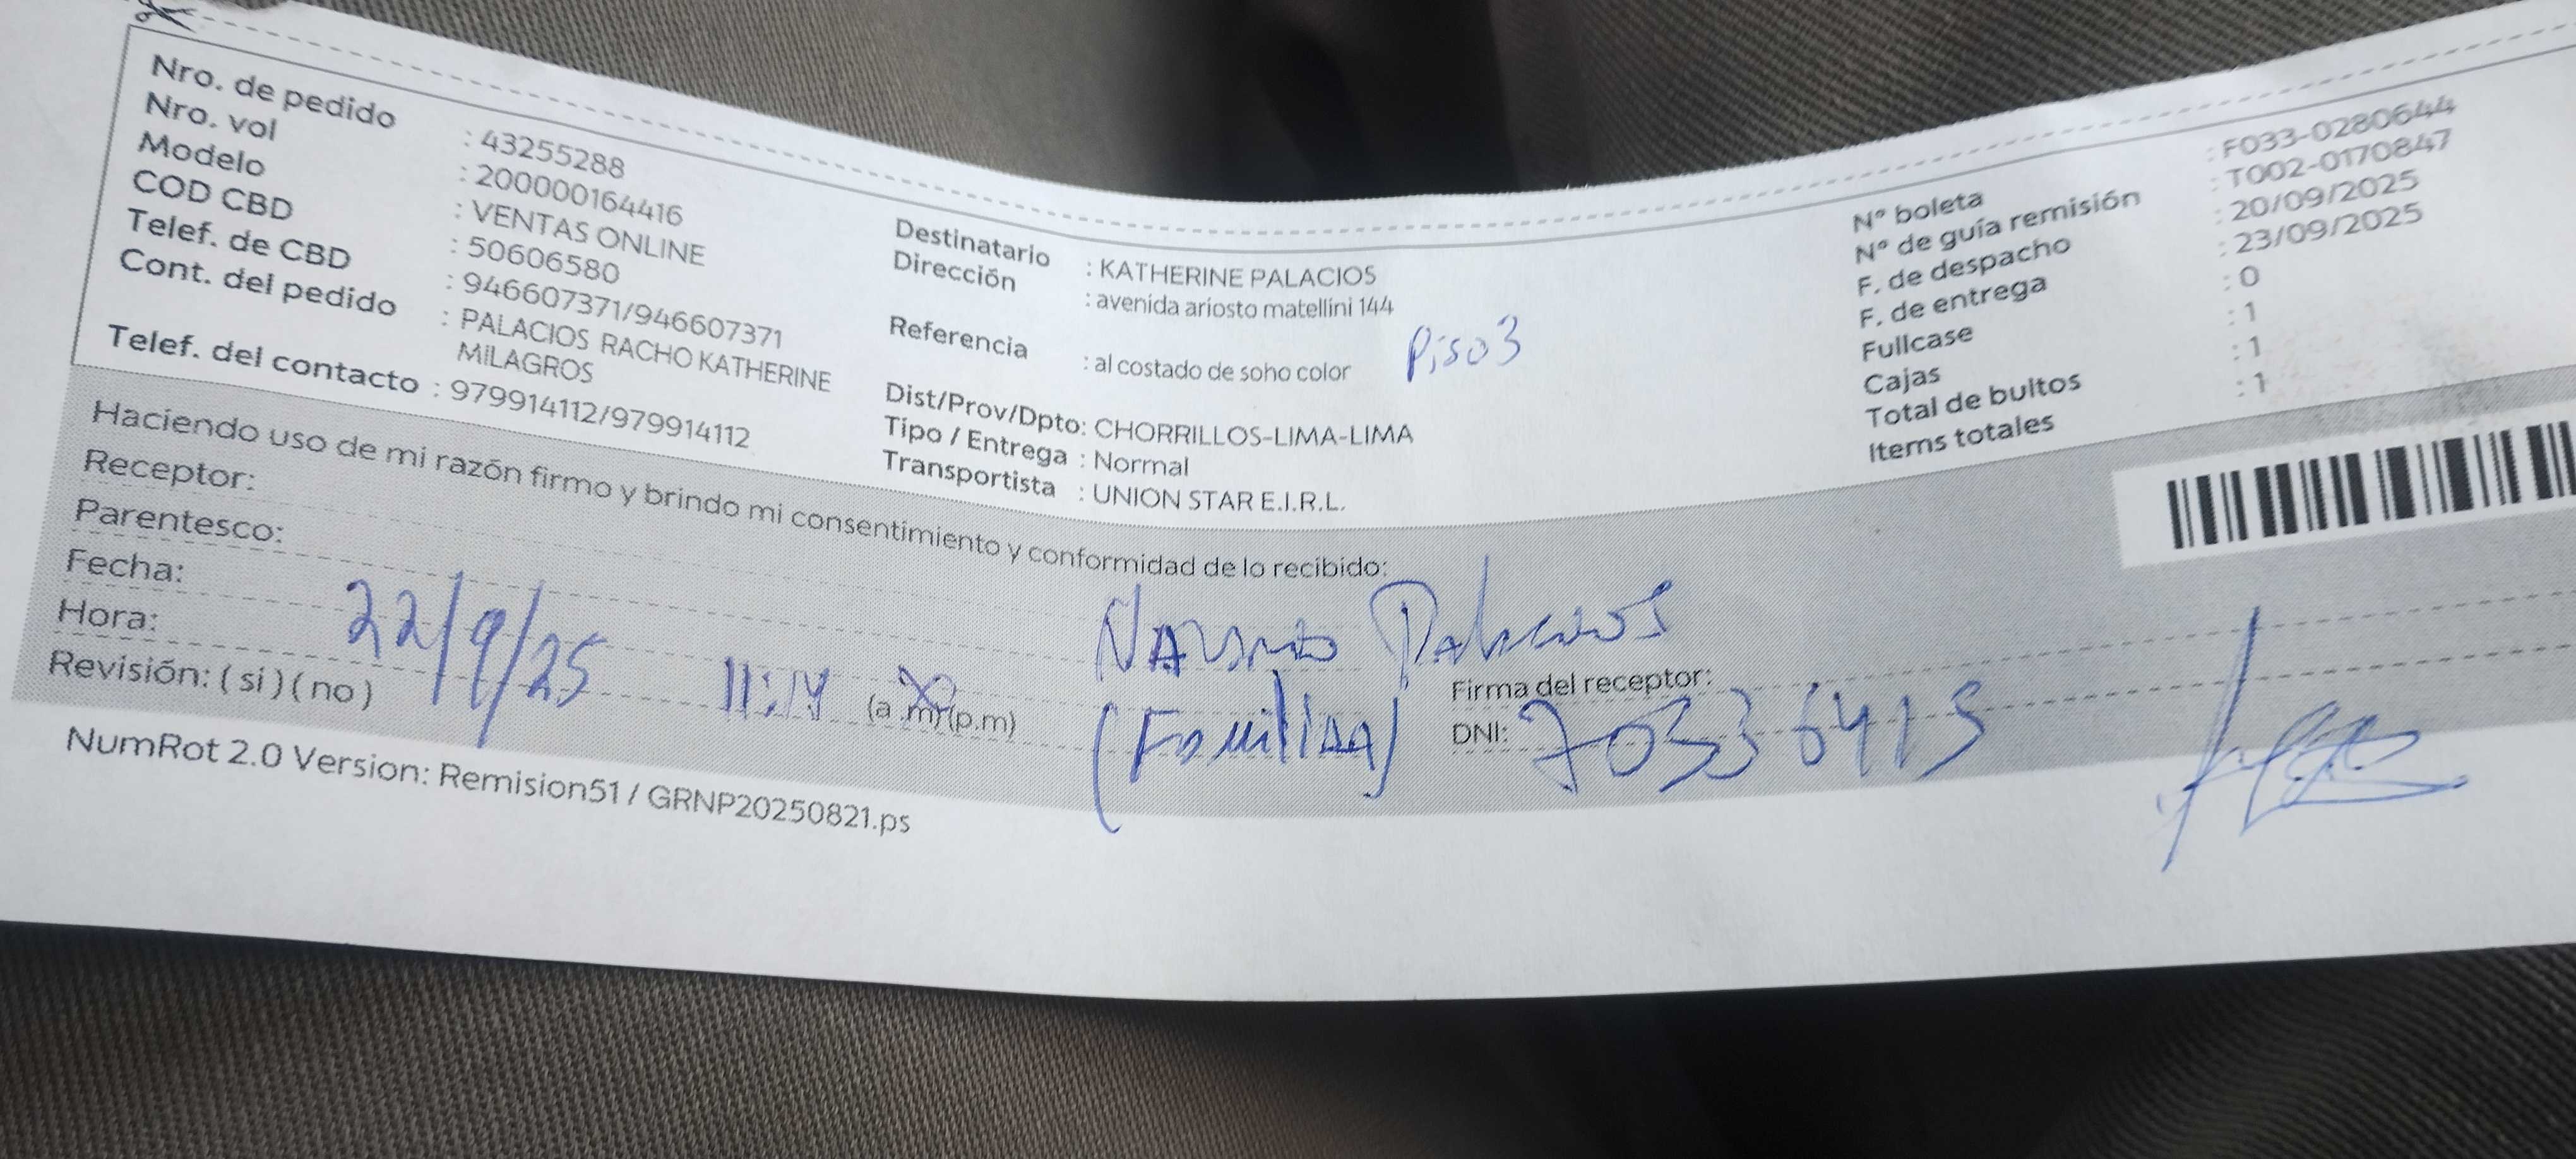 Nro. de pedido : 43255288
Nro. vol : 200000164416
Modelo : VENTAS ONLINE
COD CBD : 50606580
Telef. de CBD : 946607371/946607371
Cont. del pedido : PALACIOS RACHO KATHERINE
MILAGROS
Telef. del contacto : 979914112/979914112
Destinatario : KATHERINE PALACIOS
Dirección : avenida ariosto matellini 144
Referencia : al costado de soho color Piso 3
Dist/Prov/Dpto: CHORRILLOS-LIMA-LIMA
Tipo / Entrega : Normal
Transportista : UNION STAR E.I.R.L.
N° boleta : F033-0280644
N° de guía remisión : T002-0170847
F. de despacho : 20/09/2025
F. de entrega : 23/09/2025
Fullcase : 0
Cajas : 1
Total de bultos : 1
Items totales : 1
Haciendo uso de mi razón firmo y brindo mi consentimiento y conformidad de lo recibido:
Receptor: Palacios
Parentesco: (Familiar)
Fecha: 22/9/25
Hora: 11:14 (a.m) (p.m)
Revisión: ( si ) ( no )
Firma del receptor:
DNI: 70336415
NumRot 2.0 Version: Remision51 / GRNP20250821.ps